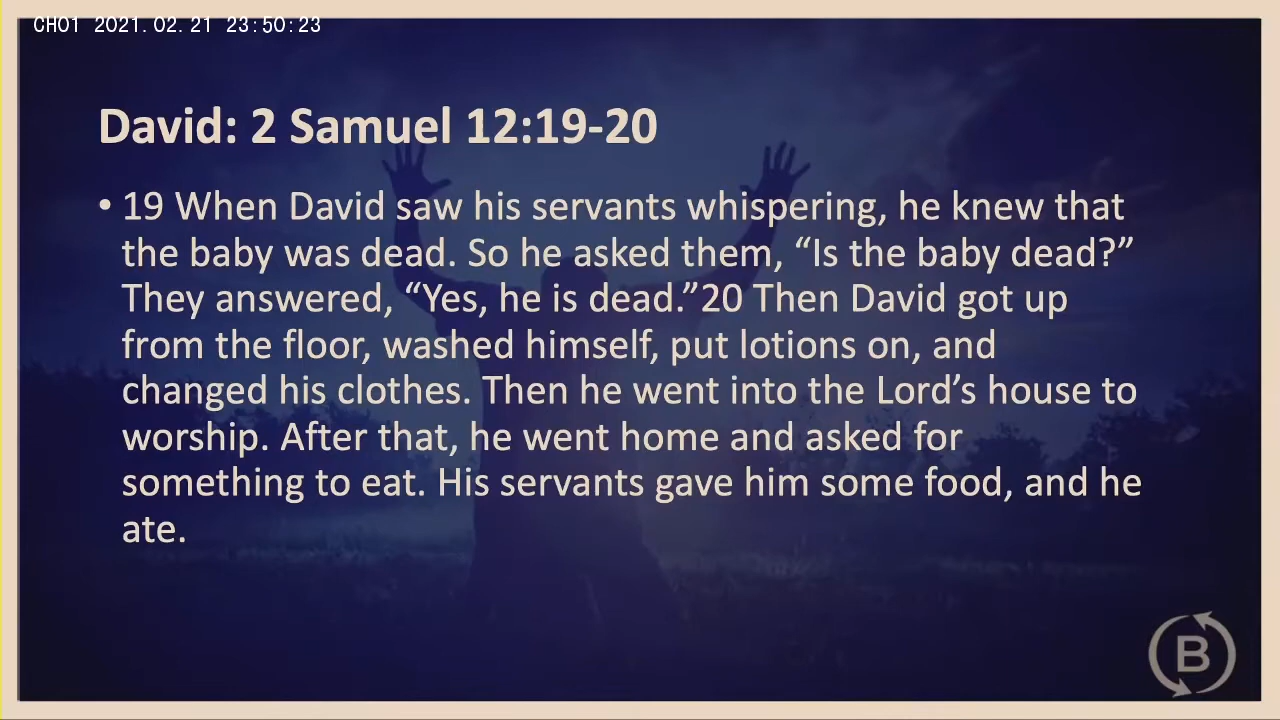 CH01 2021.02.21 23:50:23
David: 2 Samuel 12:19-20
• 19 When David saw his servants whispering, he knew that
the baby was dead. So he asked them, “Is the baby dead?”
They answered, “Yes, he is dead.”20 Then David got up
from the floor, washed himself, put lotions on, and
changed his clothes. Then he went into the Lord’s house to
worship. After that, he went home and asked for
something to eat. His servants gave him some food, and he
ate.
B